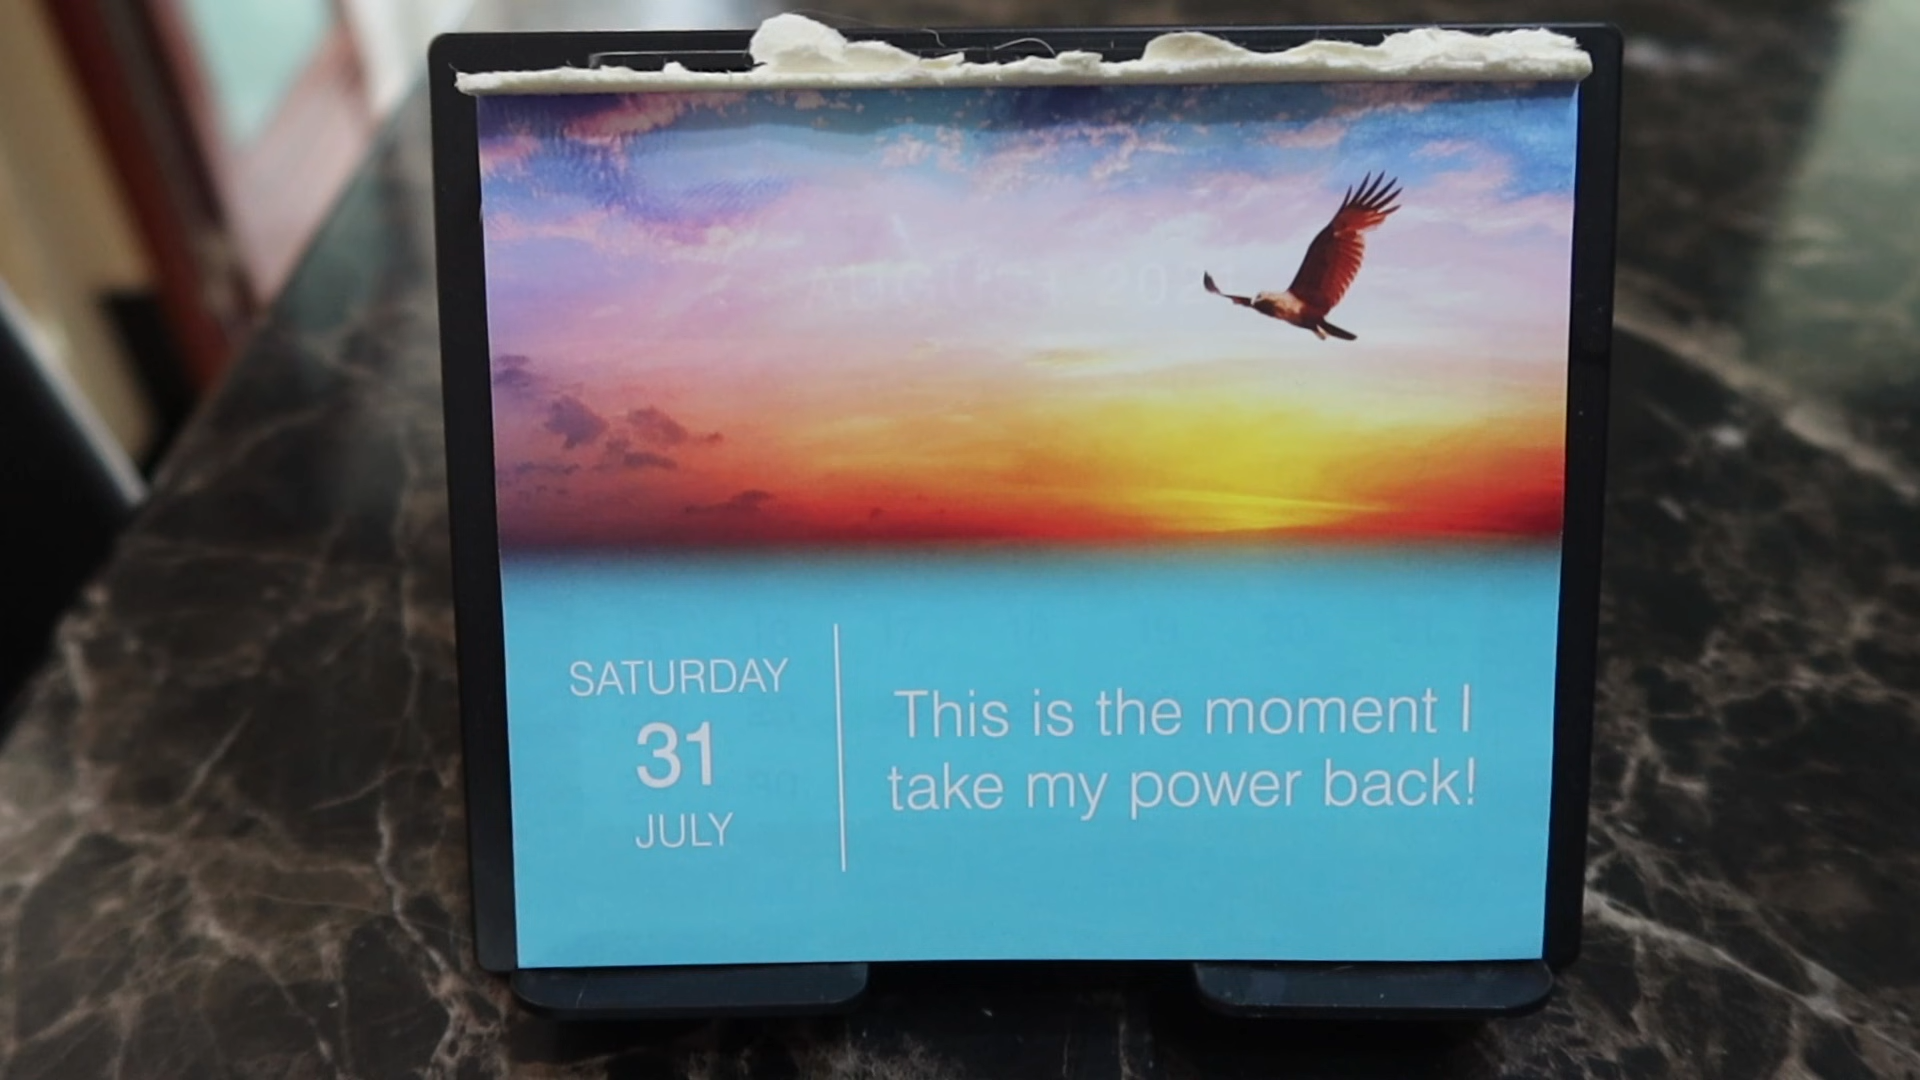 SATURDAY
31
JULY
This is the moment I
take my power back!